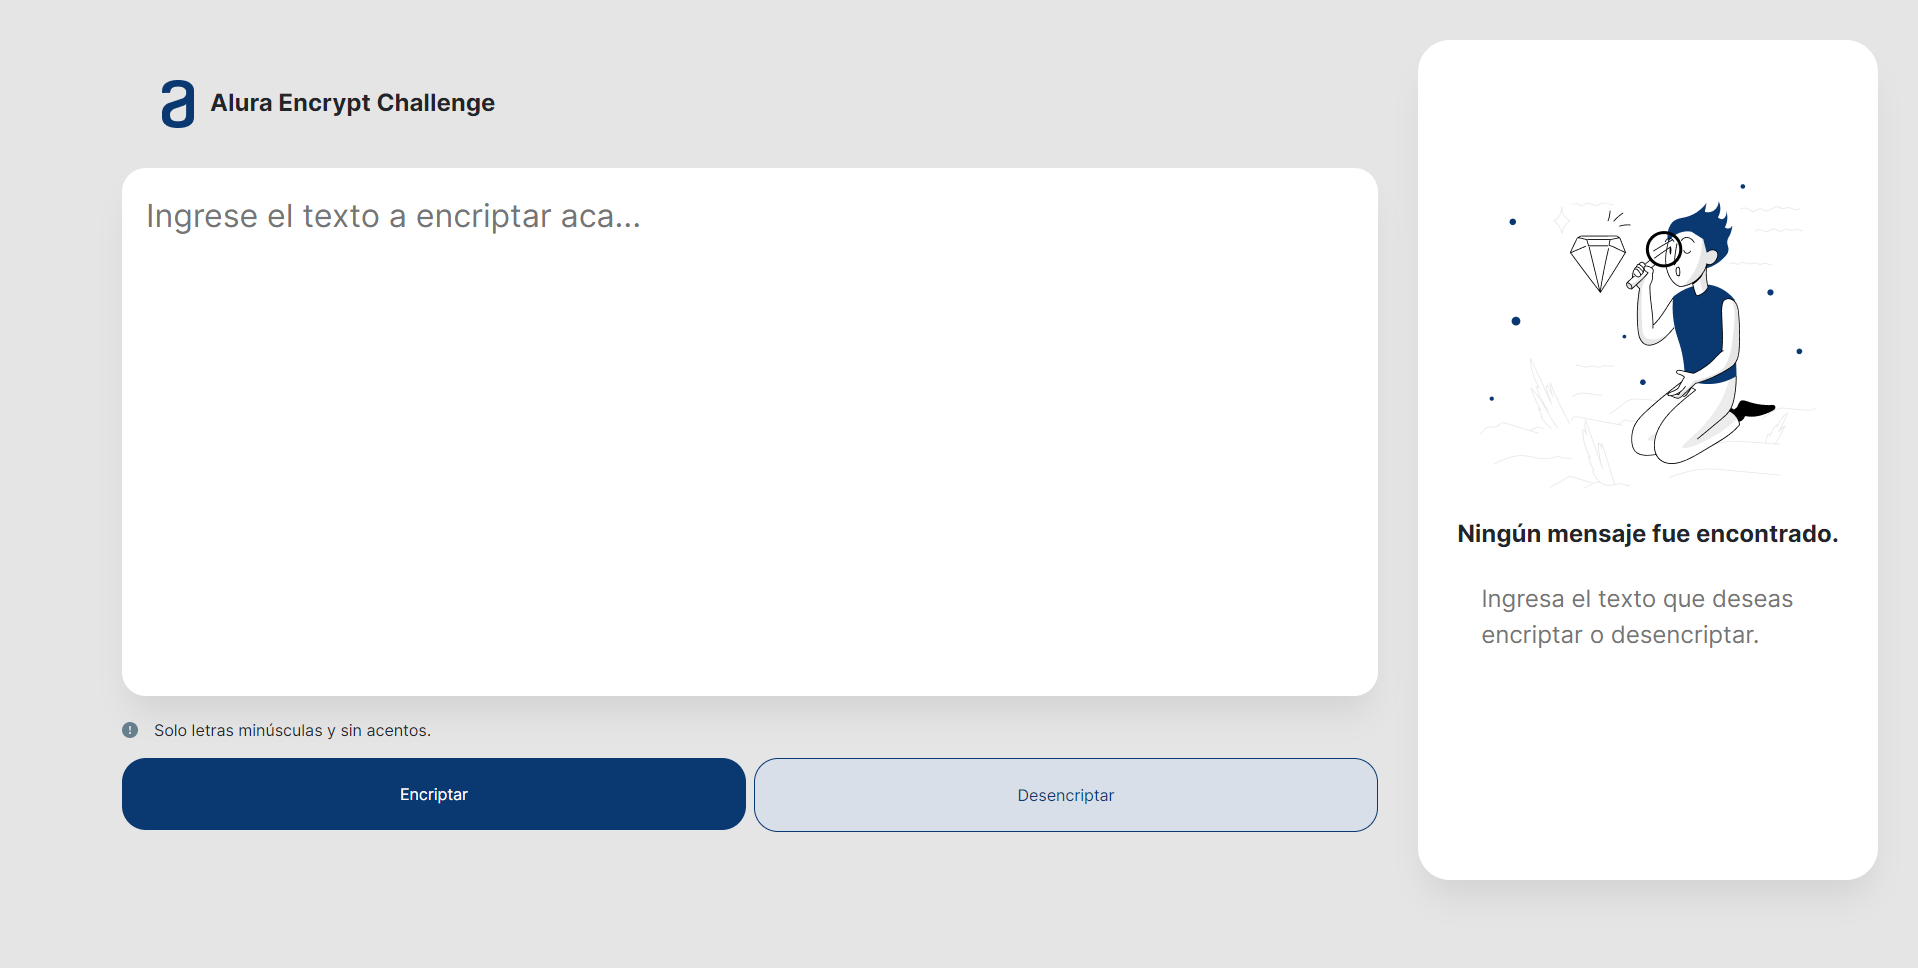 Alura Encrypt Challenge
Ingrese el texto a encriptar aca...
Solo letras minúsculas y sin acentos.
Encriptar
Desencriptar
Ningún mensaje fue encontrado.
Ingresa el texto que deseas
encriptar o desencriptar.